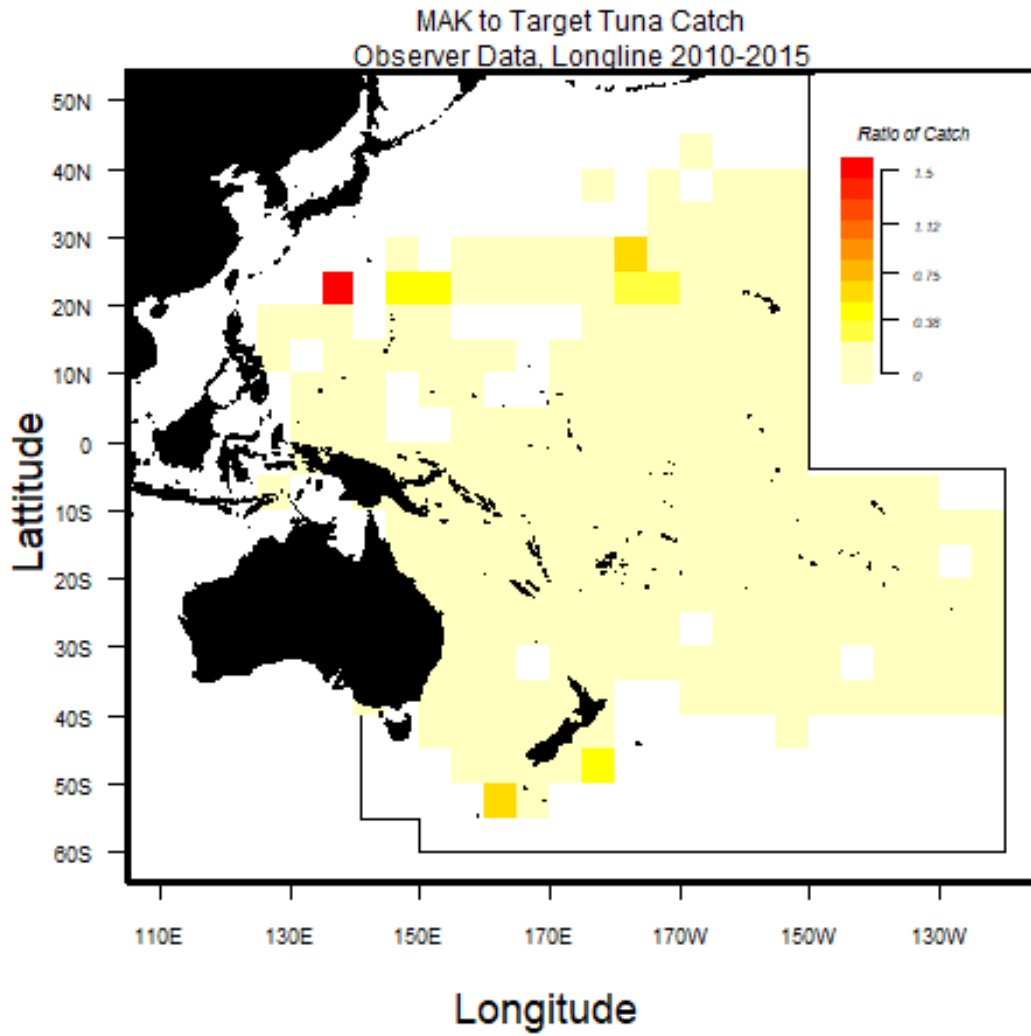 MAK to Target Tuna Catch
Observer Data, Longline 2010-2015
Ratio of Catch
1.5
1.12
0.75
0.38
0
50N
40N
30N
20N
10N
0
10S
20S
30S
40S
50S
60S
Lattitude
110E
130E
150E
170E
170W
150W
130W
Longitude